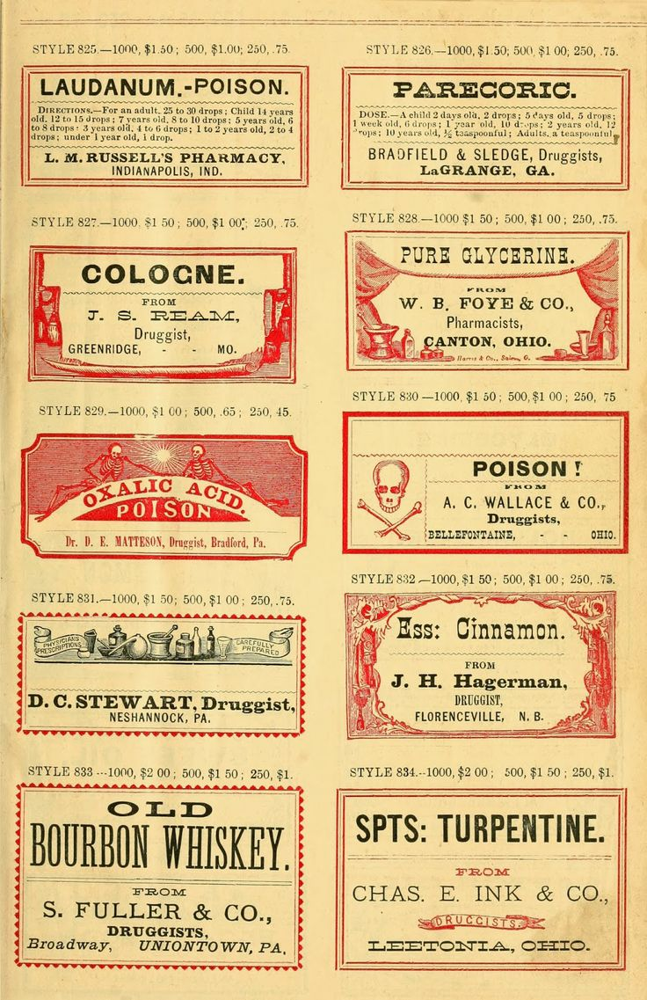 STYLE 825.—1000, $1.50; 500, $1.00; 250, .75.
LAUDANUM.-POISON.
DIRECTIONS.—For an adult, 25 to 30 drops; Child 14 years
old, 12 to 15 drops; 7 years old, 8 to 10 drops; 5 years old, 6
to 8 drops; 3 years old, 4 to 6 drops; 1 to 2 years old, 2 to 4
drops; under 1 year old, 1 drop.
L. M. RUSSELL'S PHARMACY,
INDIANAPOLIS, IND.
STYLE 826.—1000, $1.50; 500, $1 00; 250, .75.
PAREGORIC.
DOSE.—A child 2 days old, 2 drops; 5 days old, 5 drops;
1 week old, 6 drops; 1 year old, 10 drops; 2 years old, 12
drops; 10 years old, ½ teaspoonful; Adults, a teaspoonful.
BRADFIELD & SLEDGE, Druggists,
LaGRANGE, GA.
STYLE 827.—1000, $1 50; 500, $1 00; 250, .75.
COLOGNE.
FROM
J. S. REAM,
Druggist,
GREENRIDGE, - - MO.
STYLE 828.—1000 $1 50; 500, $1 00; 250, .75.
PURE GLYCERINE.
FROM
W. B. FOYE & CO.,
Pharmacists,
CANTON, OHIO.
Harris & Co., Salem, O.
STYLE 829.—1000, $1 00; 500, .65; 250, 45.
OXALIC ACID.
POISON
Dr. D. E. MATTESON, Druggist, Bradford, Pa.
STYLE 830—1000, $1 50; 500, $1 00; 250, 75
POISON!
FROM
A. C. WALLACE & CO.,
Druggists,
BELLEFONTAINE, - - OHIO.
STYLE 831.—1000, $1 50; 500, $1 00; 250, .75.
PHYSICIANS PRESCRIPTIONS
CAREFULLY PREPARED
D. C. STEWART, Druggist,
NESHANNOCK, PA.
STYLE 832.—1000, $1 50; 500, $1 00; 250, .75.
Ess: Cinnamon.
FROM
J. H. Hagerman,
DRUGGIST,
FLORENCEVILLE, N. B.
STYLE 833---1000, $2 00; 500, $1 50; 250, $1.
OLD
BOURBON WHISKEY.
FROM
S. FULLER & CO.,
DRUGGISTS,
Broadway, UNIONTOWN, PA.
STYLE 834.--1000, $2 00; 500, $1 50; 250, $1.
SPTS: TURPENTINE.
FROM
CHAS. E. INK & CO.,
DRUGGISTS.
LEETONIA, OHIO.